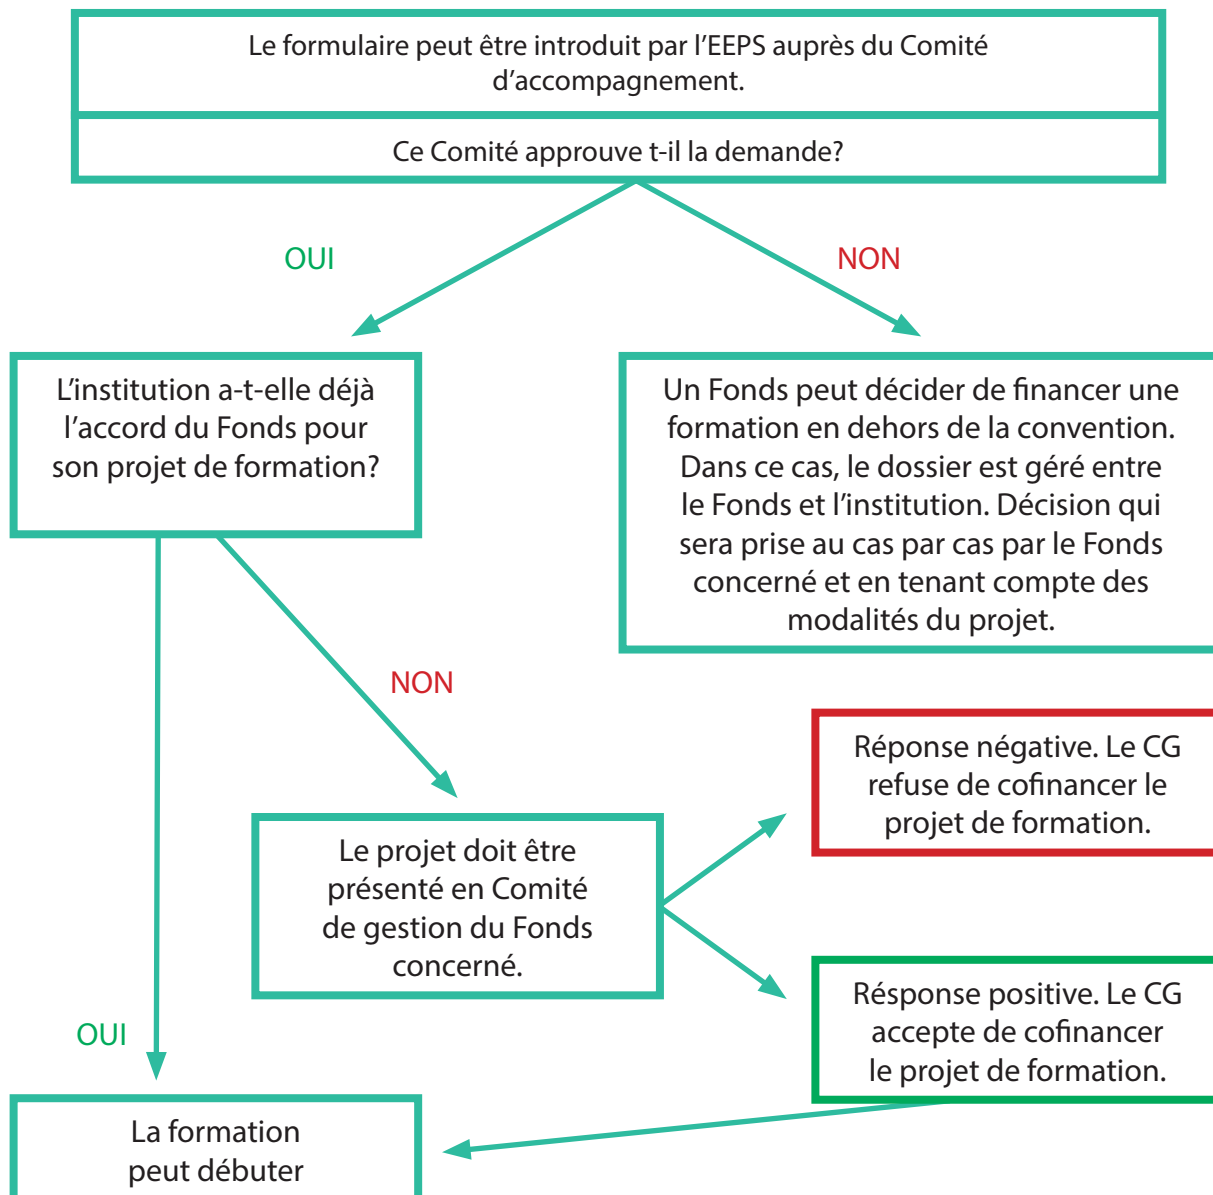 Le formulaire peut être introduit par l’EEPS auprès du Comité
d’accompagnement.
Ce Comité approuve t-il la demande?
OUI
NON
L’institution a-t-elle déjà
l’accord du Fonds pour
son projet de formation?
Un Fonds peut décider de financer une
formation en dehors de la convention.
Dans ce cas, le dossier est géré entre
le Fonds et l’institution. Décision qui
sera prise au cas par cas par le Fonds
concerné et en tenant compte des
modalités du projet.
NON
Réponse négative. Le CG
refuse de cofinancer le
projet de formation.
Le projet doit être
présenté en Comité
de gestion du Fonds
concerné.
Résponse positive. Le CG
accepte de cofinancer
le projet de formation.
OUI
La formation
peut débuter